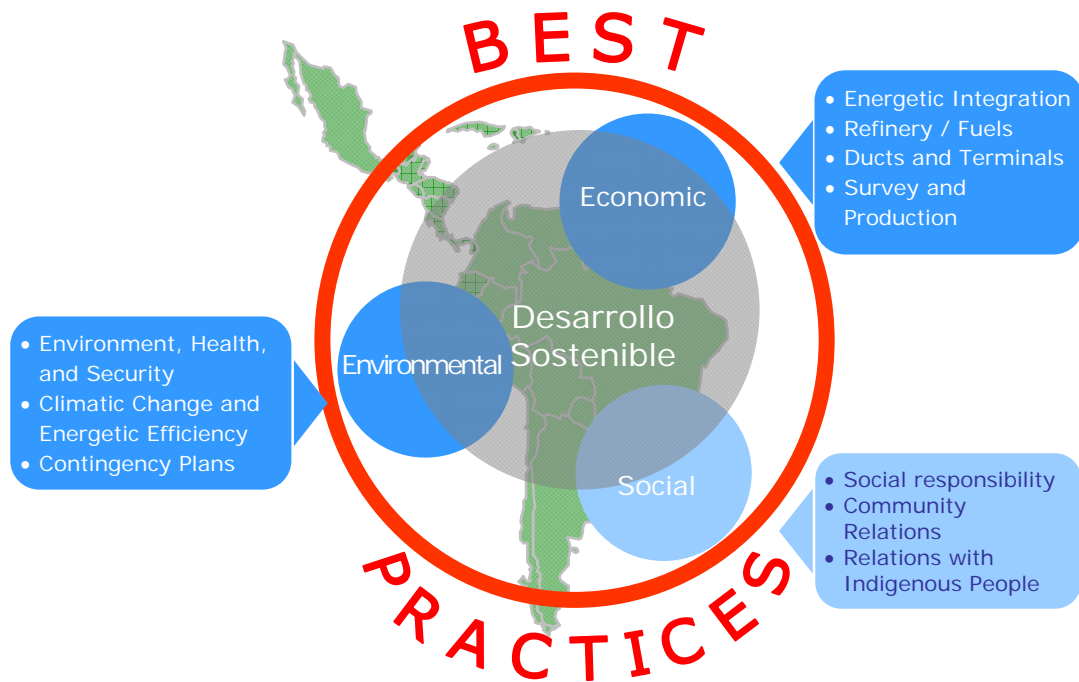 BEST
• Energetic Integration
• Refinery / Fuels
• Ducts and Terminals
• Survey and
Production
Economic
Desarrollo
Sostenible
Environmental
• Environment, Health,
and Security
• Climatic Change and
Energetic Efficiency
• Contingency Plans
Social
• Social responsibility
• Community
Relations
• Relations with
Indigenous People
PRACTICES